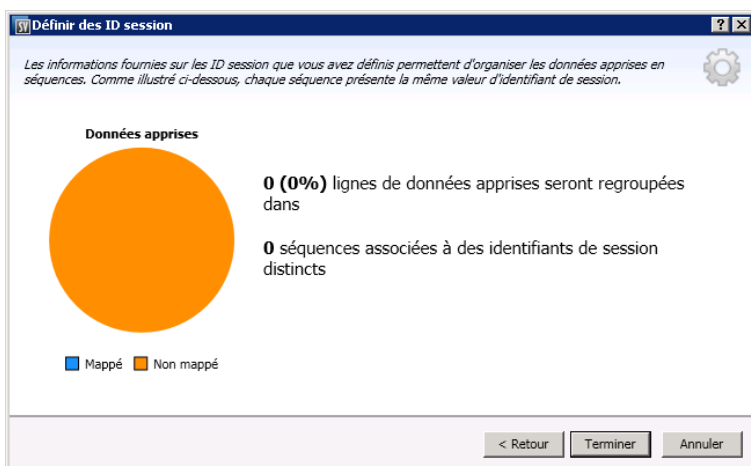 SV Définir des ID session
Les informations fournies sur les ID session que vous avez définis permettent d'organiser les données apprises en
séquences. Comme illustré ci-dessous, chaque séquence présente la même valeur d'identifiant de session.
Données apprises
0 (0%) lignes de données apprises seront regroupées
dans
0 séquences associées à des identifiants de session
distincts
Mappé Non mappé
< Retour Terminer Annuler